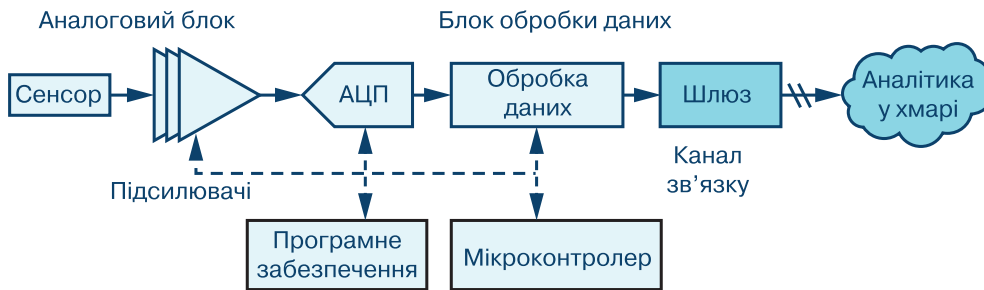 Аналоговий блок
Блок обробки даних
Сенсор
АЦП
Обробка
даних
Шлюз
Аналітика
у хмарі
Підсилювачі
Канал
зв’язку
Програмне
забезпечення
Мікроконтролер